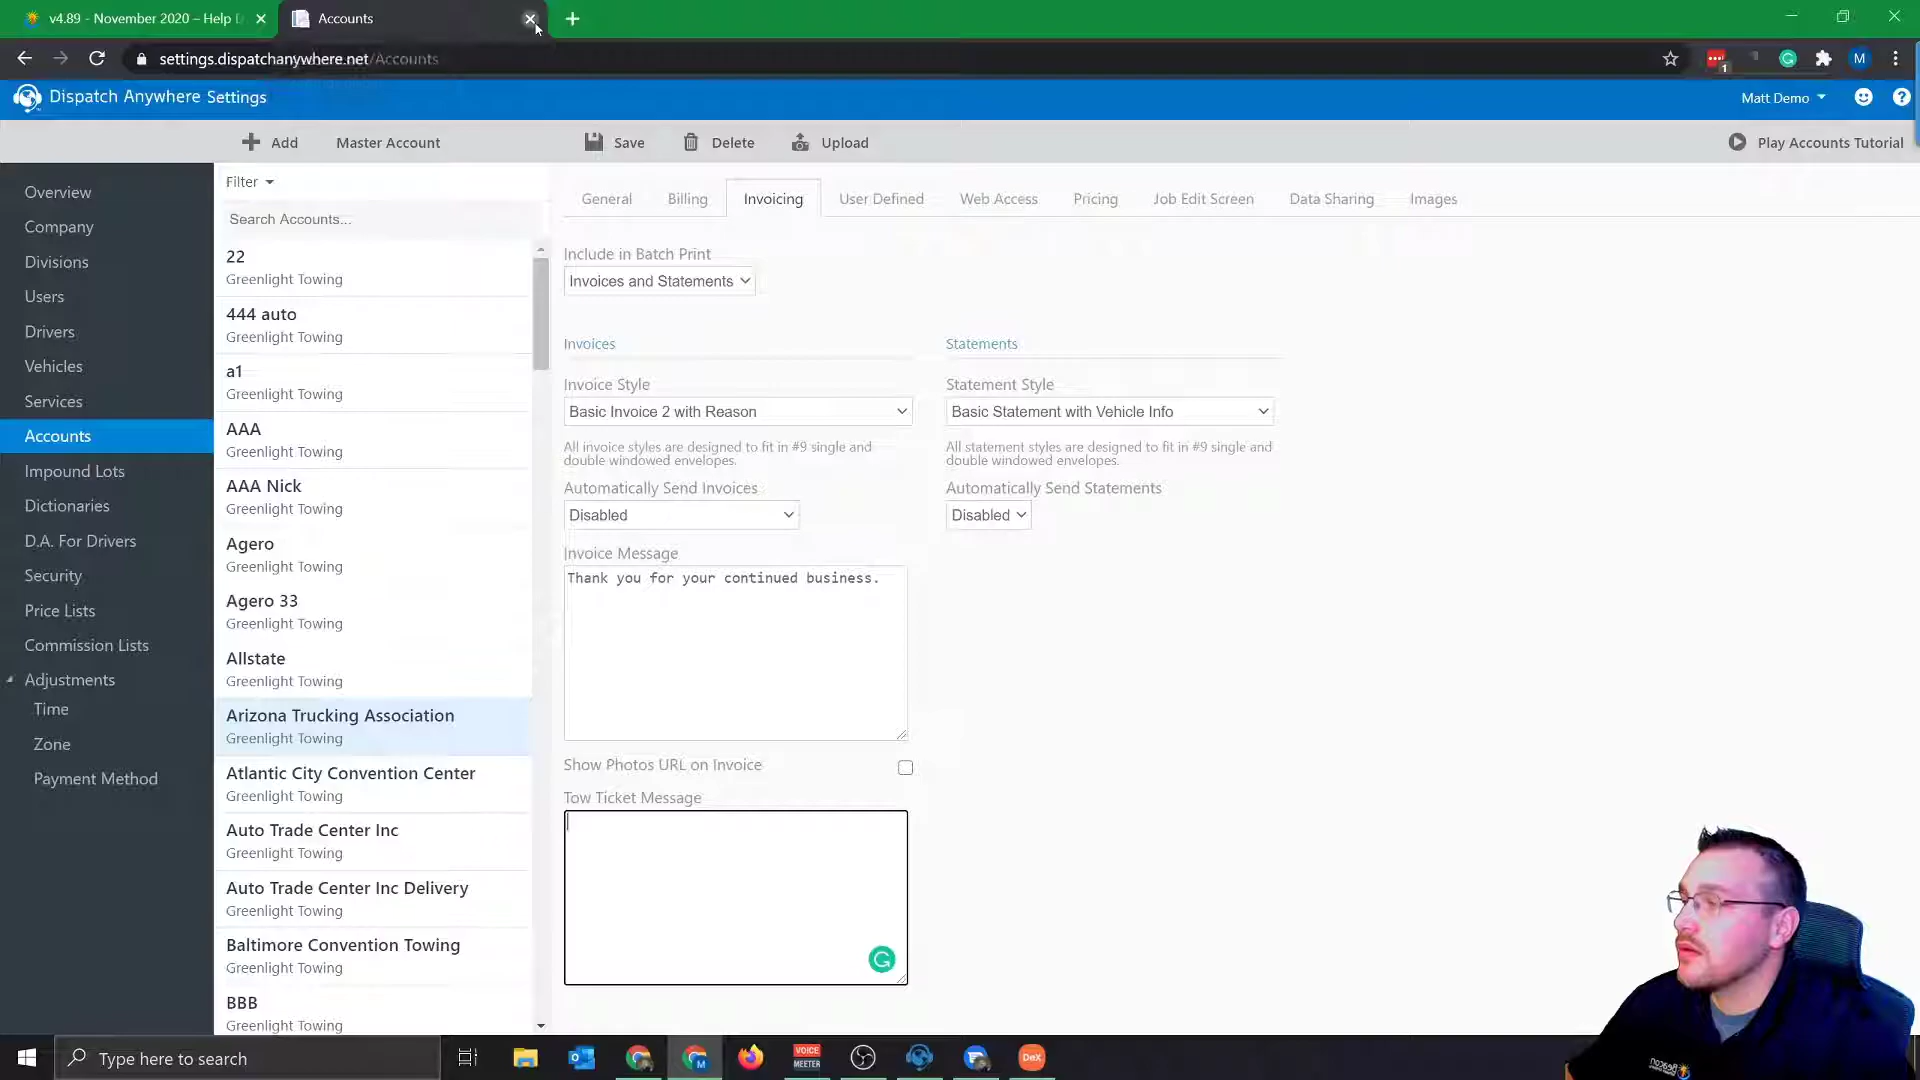 v4.89 - November 2020 – Help D
Accounts
settings.dispatchanywhere.net/Accounts
1
M
Dispatch Anywhere Settings
Matt Demo
Add
Master Account
Save
Delete
Upload
Play Accounts Tutorial
Overview
Company
Divisions
Users
Drivers
Vehicles
Services
Accounts
Impound Lots
Dictionaries
D.A. For Drivers
Security
Price Lists
Commission Lists
Adjustments
Time
Zone
Payment Method
Filter
Search Accounts...
22
Greenlight Towing
444 auto
Greenlight Towing
a1
Greenlight Towing
AAA
Greenlight Towing
AAA Nick
Greenlight Towing
Agero
Greenlight Towing
Agero 33
Greenlight Towing
Allstate
Greenlight Towing
Arizona Trucking Association
Greenlight Towing
Atlantic City Convention Center
Greenlight Towing
Auto Trade Center Inc
Greenlight Towing
Auto Trade Center Inc Delivery
Greenlight Towing
Baltimore Convention Towing
Greenlight Towing
BBB
Greenlight Towing
General
Billing
Invoicing
User Defined
Web Access
Pricing
Job Edit Screen
Data Sharing
Images
Include in Batch Print
Invoices and Statements
Invoices
Invoice Style
Basic Invoice 2 with Reason
All invoice styles are designed to fit in #9 single and
double windowed envelopes.
Automatically Send Invoices
Disabled
Invoice Message
Thank you for your continued business.
Show Photos URL on Invoice
Tow Ticket Message
Statements
Statement Style
Basic Statement with Vehicle Info
All statement styles are designed to fit in #9 single and
double windowed envelopes.
Automatically Send Statements
Disabled
Type here to search
M
VOICE
MEETER
DeX
Beacon